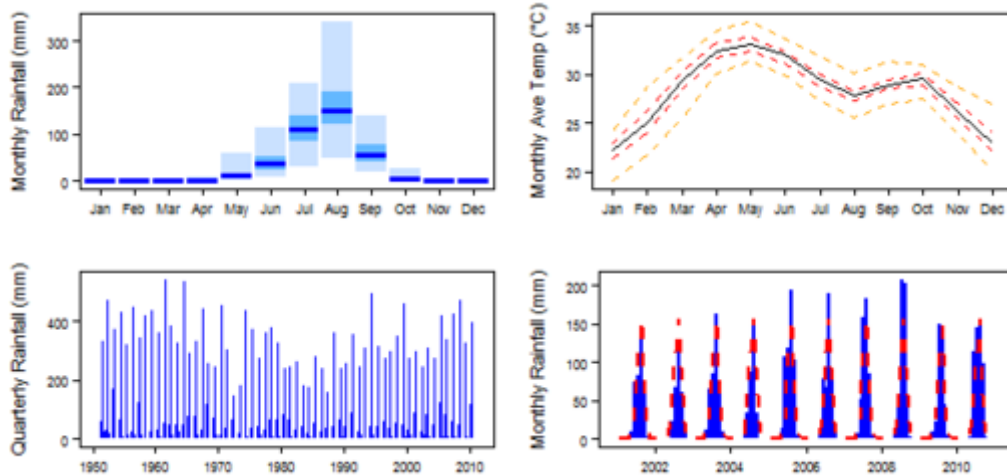 Monthly Rainfall (mm)
300
200
100
0
Jan Feb Mar Apr May Jun Jul Aug Sep Oct Nov Dec
Monthly Ave Temp (°C)
35
30
25
20
Jan Feb Mar Apr May Jun Jul Aug Sep Oct Nov Dec
Quarterly Rainfall (mm)
400
200
0
1950 1960 1970 1980 1990 2000 2010
Monthly Rainfall (mm)
200
150
100
50
0
2002 2004 2006 2008 2010